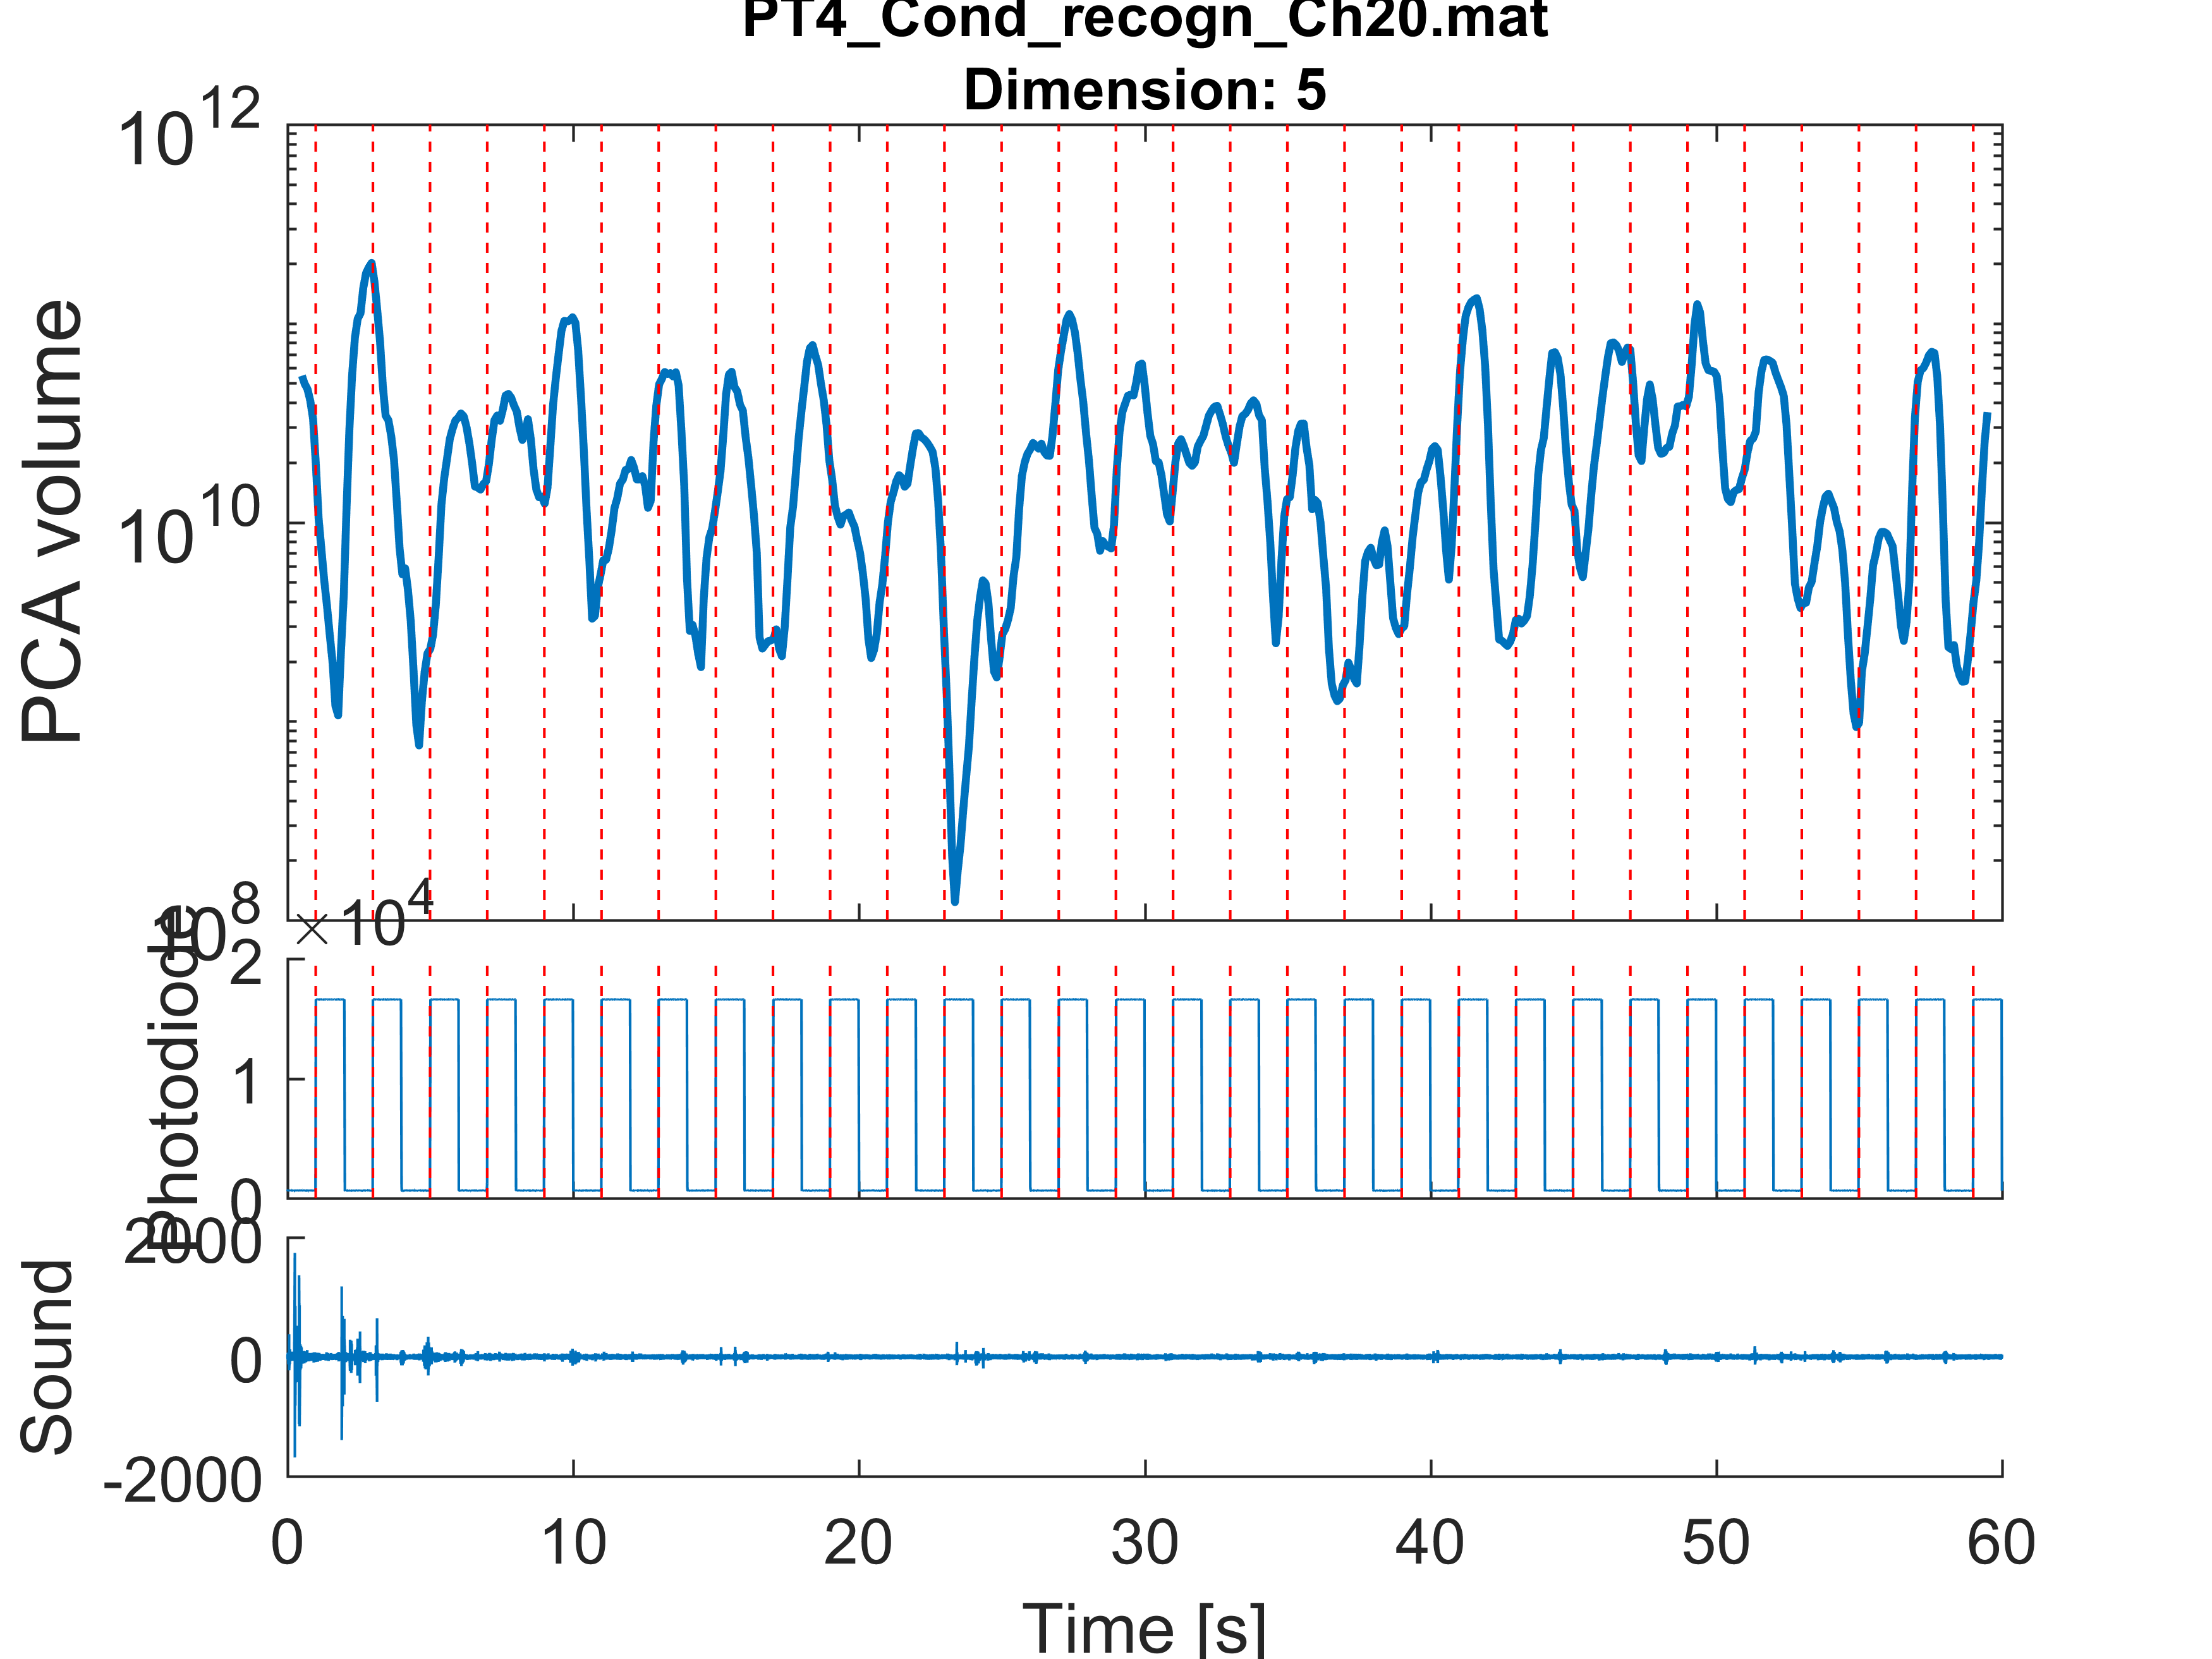 PT4_Cond_recogn_Ch20.mat
Dimension: 5
PCA volume
10^12
10^10
10^8
×10^4
Photodiode
2
1
0
Sound
2000
0
-2000
0 10 20 30 40 50 60
Time [s]